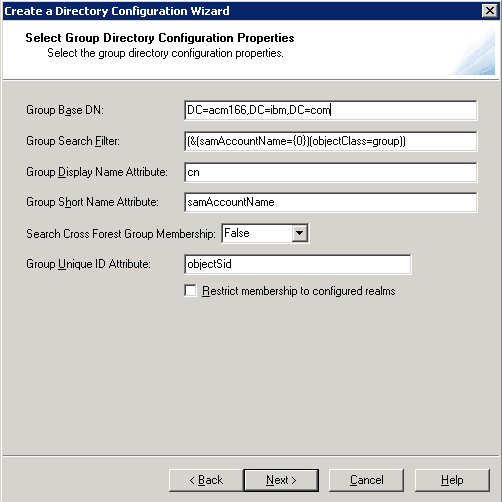 Create a Directory Configuration Wizard
Select Group Directory Configuration Properties
Select the group directory configuration properties.
Group Base DN: DC=acm166,DC=ibm,DC=com
Group Search Filter: (&(samAccountName={0})(objectClass=group))
Group Display Name Attribute: cn
Group Short Name Attribute: samAccountName
Search Cross Forest Group Membership: False
Group Unique ID Attribute: objectSid
Restrict membership to configured realms
< Back Next > Cancel Help